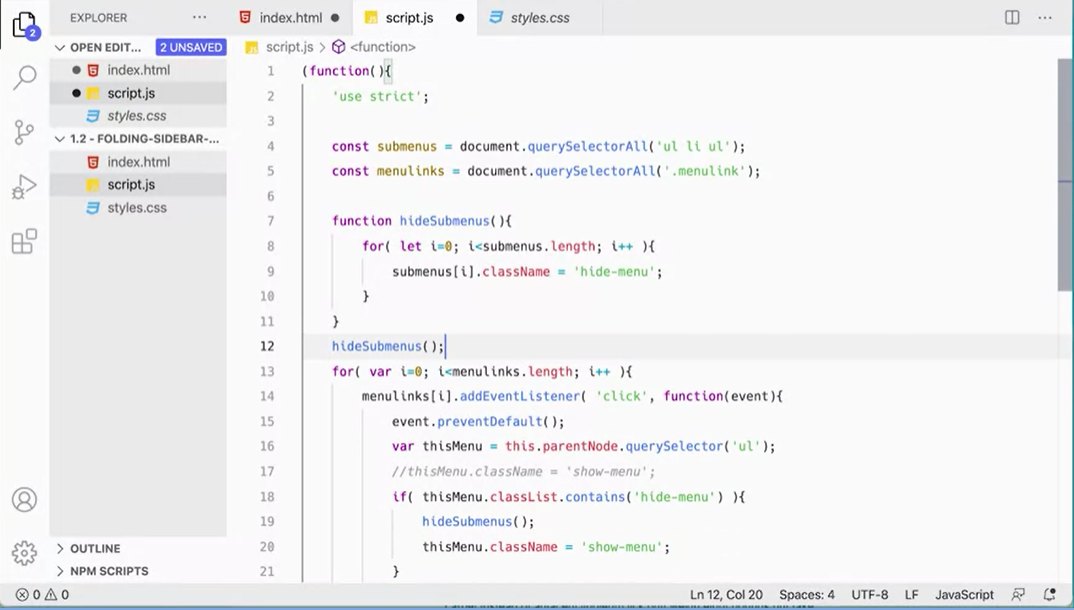 EXPLORER
index.html
script.js
styles.css
OPEN EDIT... 2 UNSAVED
index.html
script.js
styles.css
1.2 - FOLDING-SIDEBAR-...
index.html
script.js
styles.css
OUTLINE
NPM SCRIPTS
2
script.js > <function>
1 (function(){
2 'use strict';
3
4 const submenus = document.querySelectorAll('ul li ul');
5 const menulinks = document.querySelectorAll('.menulink');
6
7 function hideSubmenus(){
8 for( let i=0; i<submenus.length; i++ ){
9 submenus[i].className = 'hide-menu';
10 }
11 }
12 hideSubmenus();
13 for( var i=0; i<menulinks.length; i++ ){
14 menulinks[i].addEventListener( 'click', function(event){
15 event.preventDefault();
16 var thisMenu = this.parentNode.querySelector('ul');
17 //thisMenu.className = 'show-menu';
18 if( thisMenu.classList.contains('hide-menu') ){
19 hideSubmenus();
20 thisMenu.className = 'show-menu';
21 }
0 0 Ln 12, Col 20 Spaces: 4 UTF-8 LF JavaScript